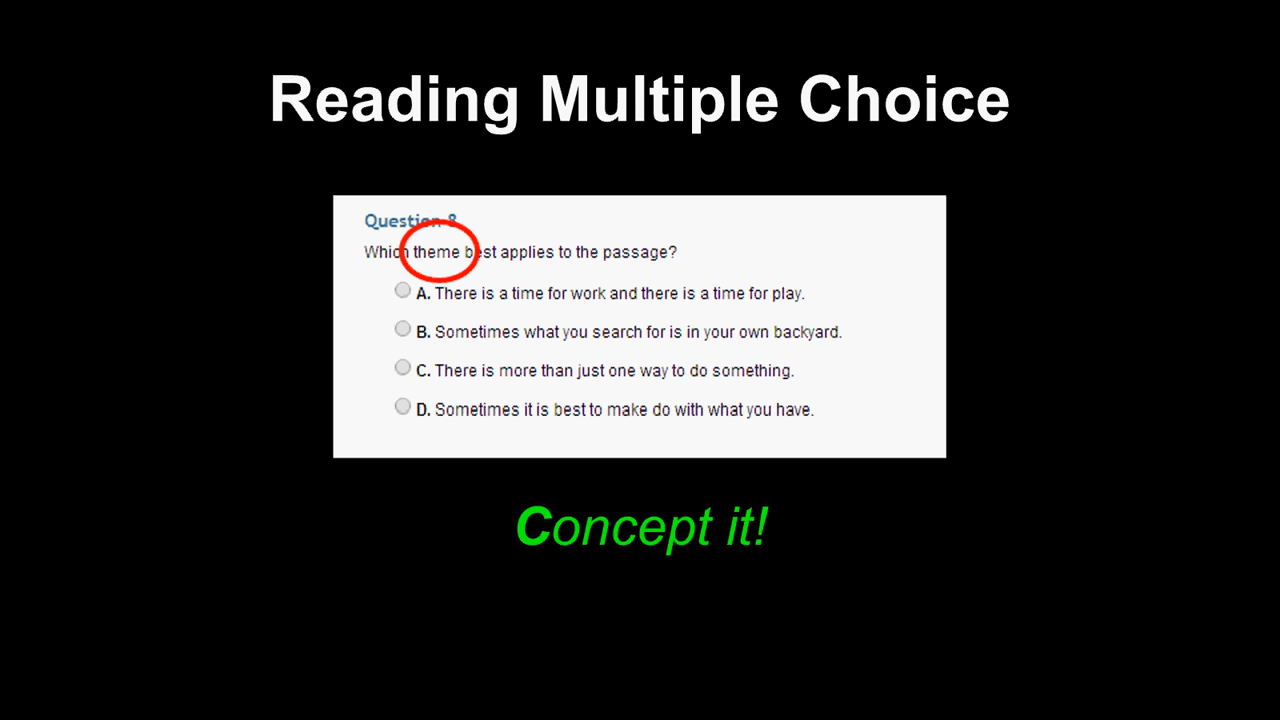 Reading Multiple Choice
Question 8
Which theme best applies to the passage?
A. There is a time for work and there is a time for play.
B. Sometimes what you search for is in your own backyard.
C. There is more than just one way to do something.
D. Sometimes it is best to make do with what you have.
Concept it!